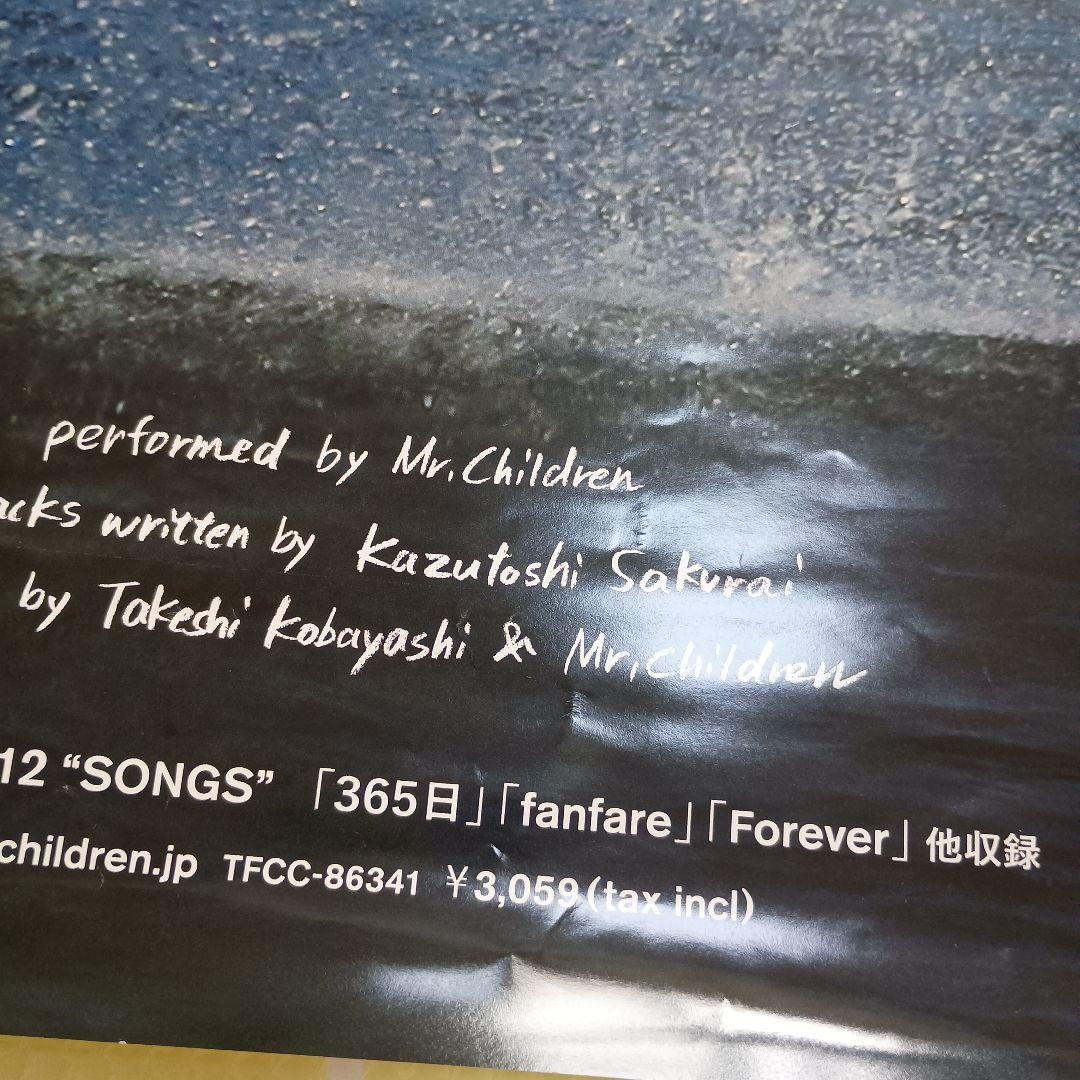 performed by Mr.Children
acks written by Kazutoshi Sakurai
by Takeshi Kobayashi & Mr.Children
12 “SONGS” 「365日」「fanfare」「Forever」他収録
children.jp TFCC-86341 ¥3,059(tax incl)